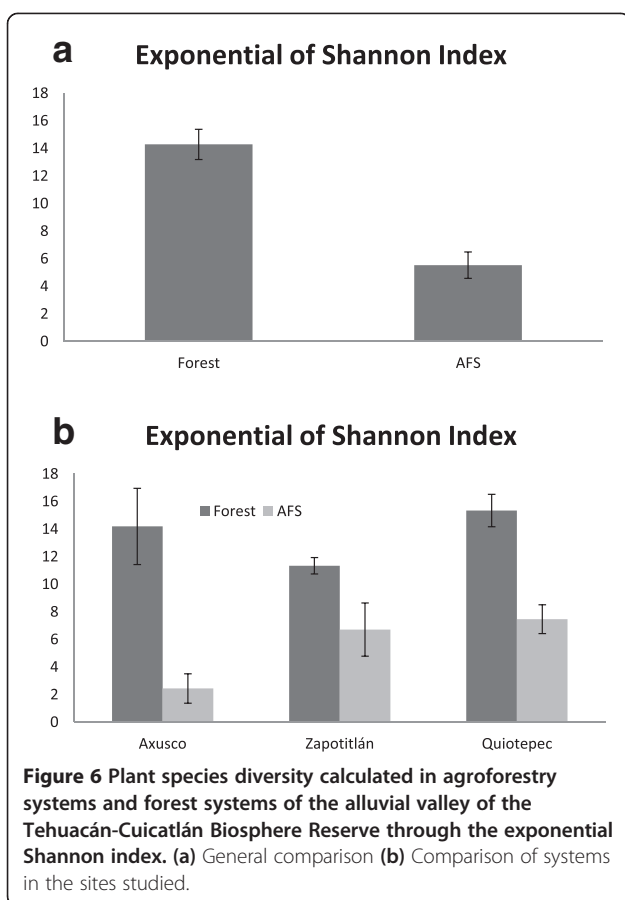 a
Exponential of Shannon Index
18
16
14
12
10
8
6
4
2
0
Forest AFS
b
Exponential of Shannon Index
18
16
14
12
10
8
6
4
2
0
Forest AFS
Axusco Zapotitlán Quiotepec
Figure 6 Plant species diversity calculated in agroforestry
systems and forest systems of the alluvial valley of the
Tehuacán-Cuicatlán Biosphere Reserve through the exponential
Shannon index. (a) General comparison (b) Comparison of systems
in the sites studied.